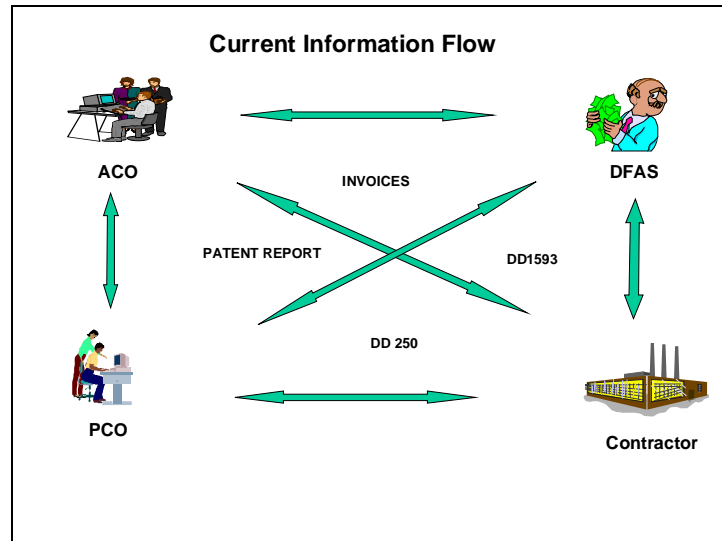 Current Information Flow
ACO
DFAS
INVOICES
PATENT REPORT
DD1593
DD 250
PCO
Contractor